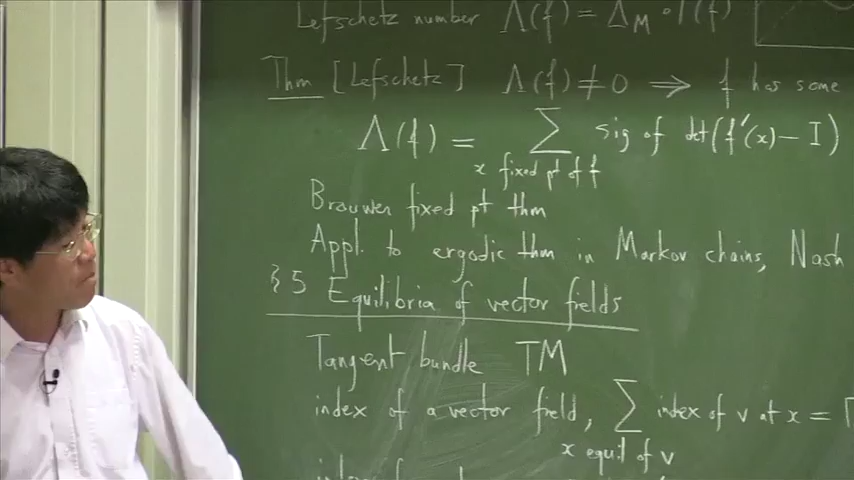 Lefschetz number Λ(f) = Δ_M ∘ Γ(f)
Thm [Lefschetz] Λ(f) ≠ 0 ⟹ f has some
Λ(f) = Σ sig of det(f'(x) − I)
x fixed pt of f
Brouwer fixed pt thm
Appl. to ergodic thm in Markov chains, Nash
§5 Equilibria of vector fields
Tangent bundle TM
index of a vector field, Σ index of v at x =
x equil of v